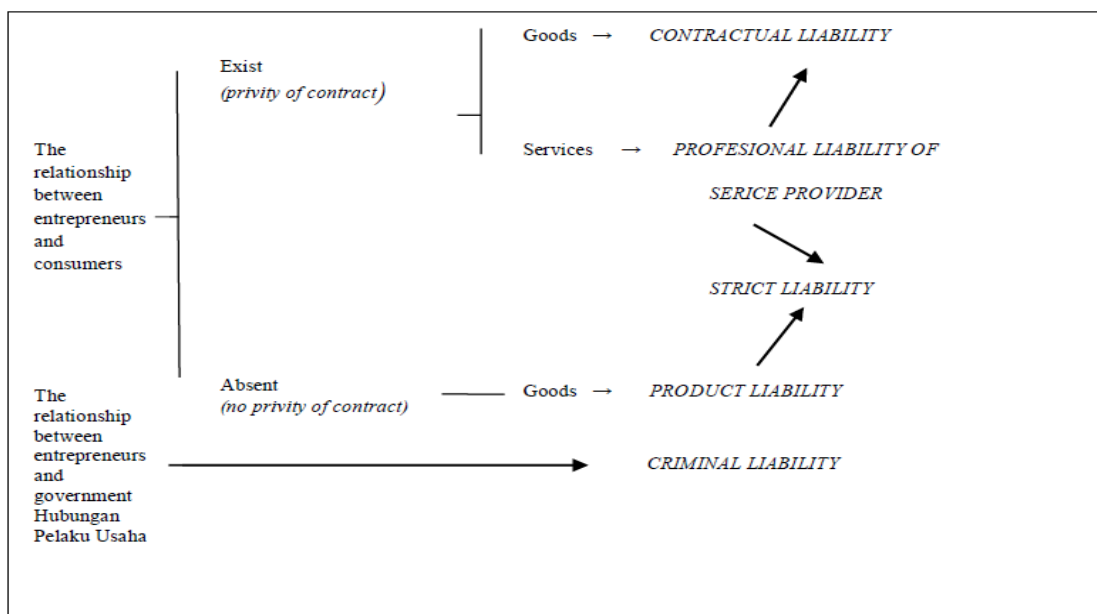 Goods → CONTRACTUAL LIABILITY
Exist
(privity of contract)
The
relationship
between
entrepreneurs
and
consumers
Services → PROFESIONAL LIABILITY OF
SERICE PROVIDER
STRICT LIABILITY
Absent
(no privity of contract)
Goods → PRODUCT LIABILITY
The
relationship
between
entrepreneurs
and
government
Hubungan
Pelaku Usaha
CRIMINAL LIABILITY